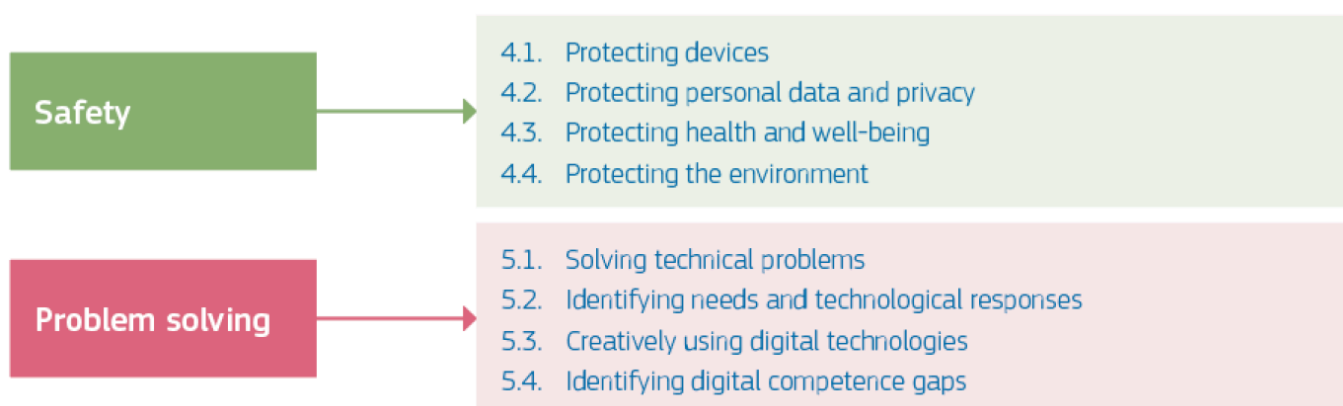 Safety
4.1. Protecting devices
4.2. Protecting personal data and privacy
4.3. Protecting health and well-being
4.4. Protecting the environment
Problem solving
5.1. Solving technical problems
5.2. Identifying needs and technological responses
5.3. Creatively using digital technologies
5.4. Identifying digital competence gaps